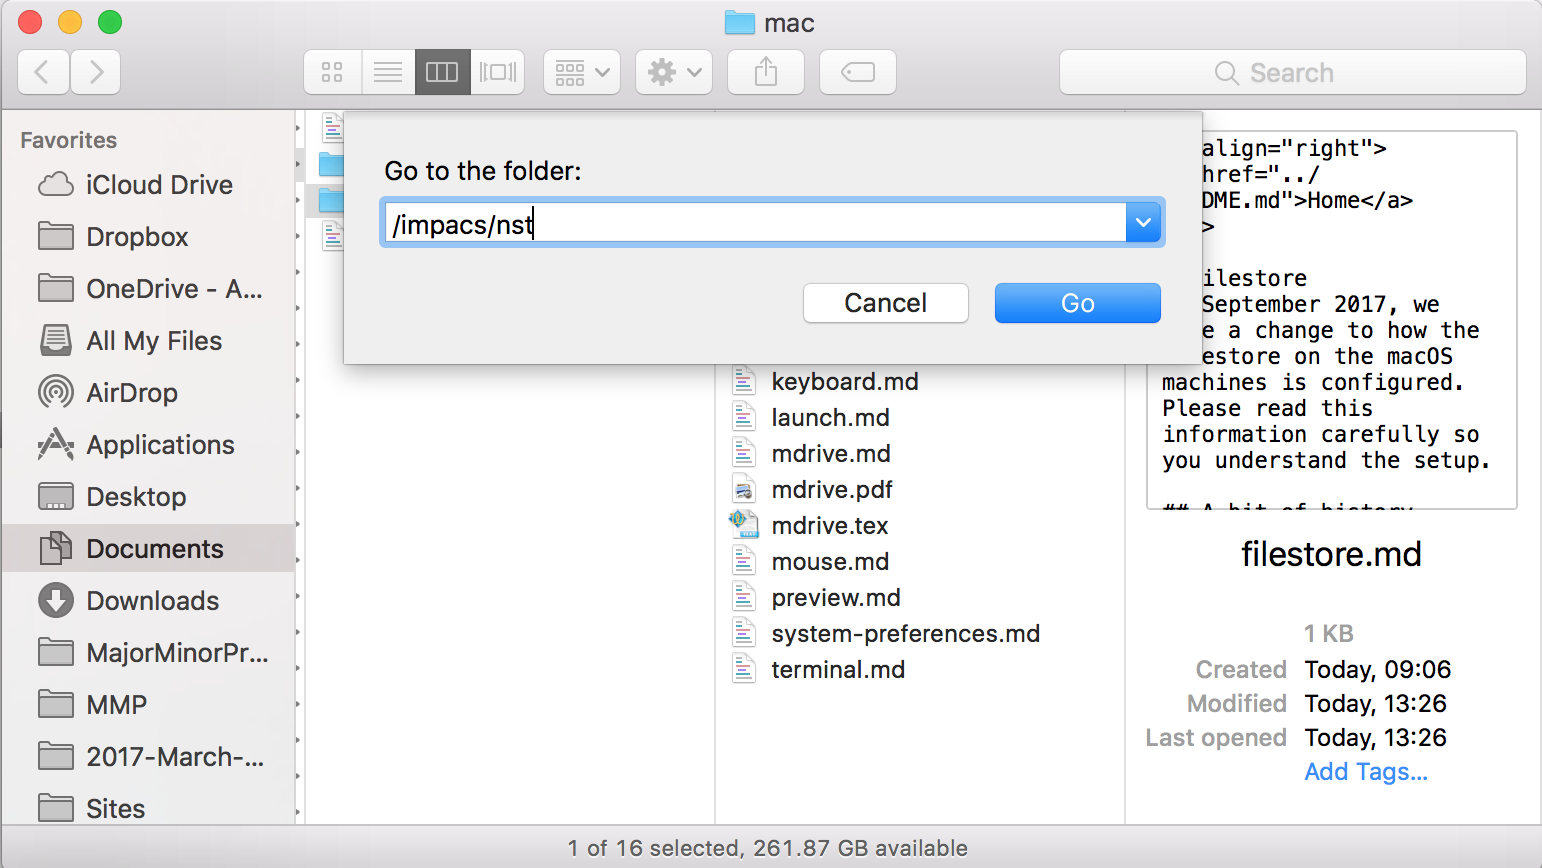 mac
Search
Favorites
iCloud Drive
Dropbox
OneDrive - A...
All My Files
AirDrop
Applications
Desktop
Documents
Downloads
MajorMinorPr...
MMP
2017-March-...
Sites
Go to the folder:
/impacs/nst
Cancel
Go
keyboard.md
launch.md
mdrive.md
mdrive.pdf
mdrive.tex
mouse.md
preview.md
system-preferences.md
terminal.md
align="right">
href="../
DME.md">Home</a>
>
ilestore
September 2017, we
e a change to how the
estore on the macOS
machines is configured.
Please read this
information carefully so
you understand the setup.
## A bit of history
filestore.md
1 KB
Created Today, 09:06
Modified Today, 13:26
Last opened Today, 13:26
Add Tags...
1 of 16 selected, 261.87 GB available